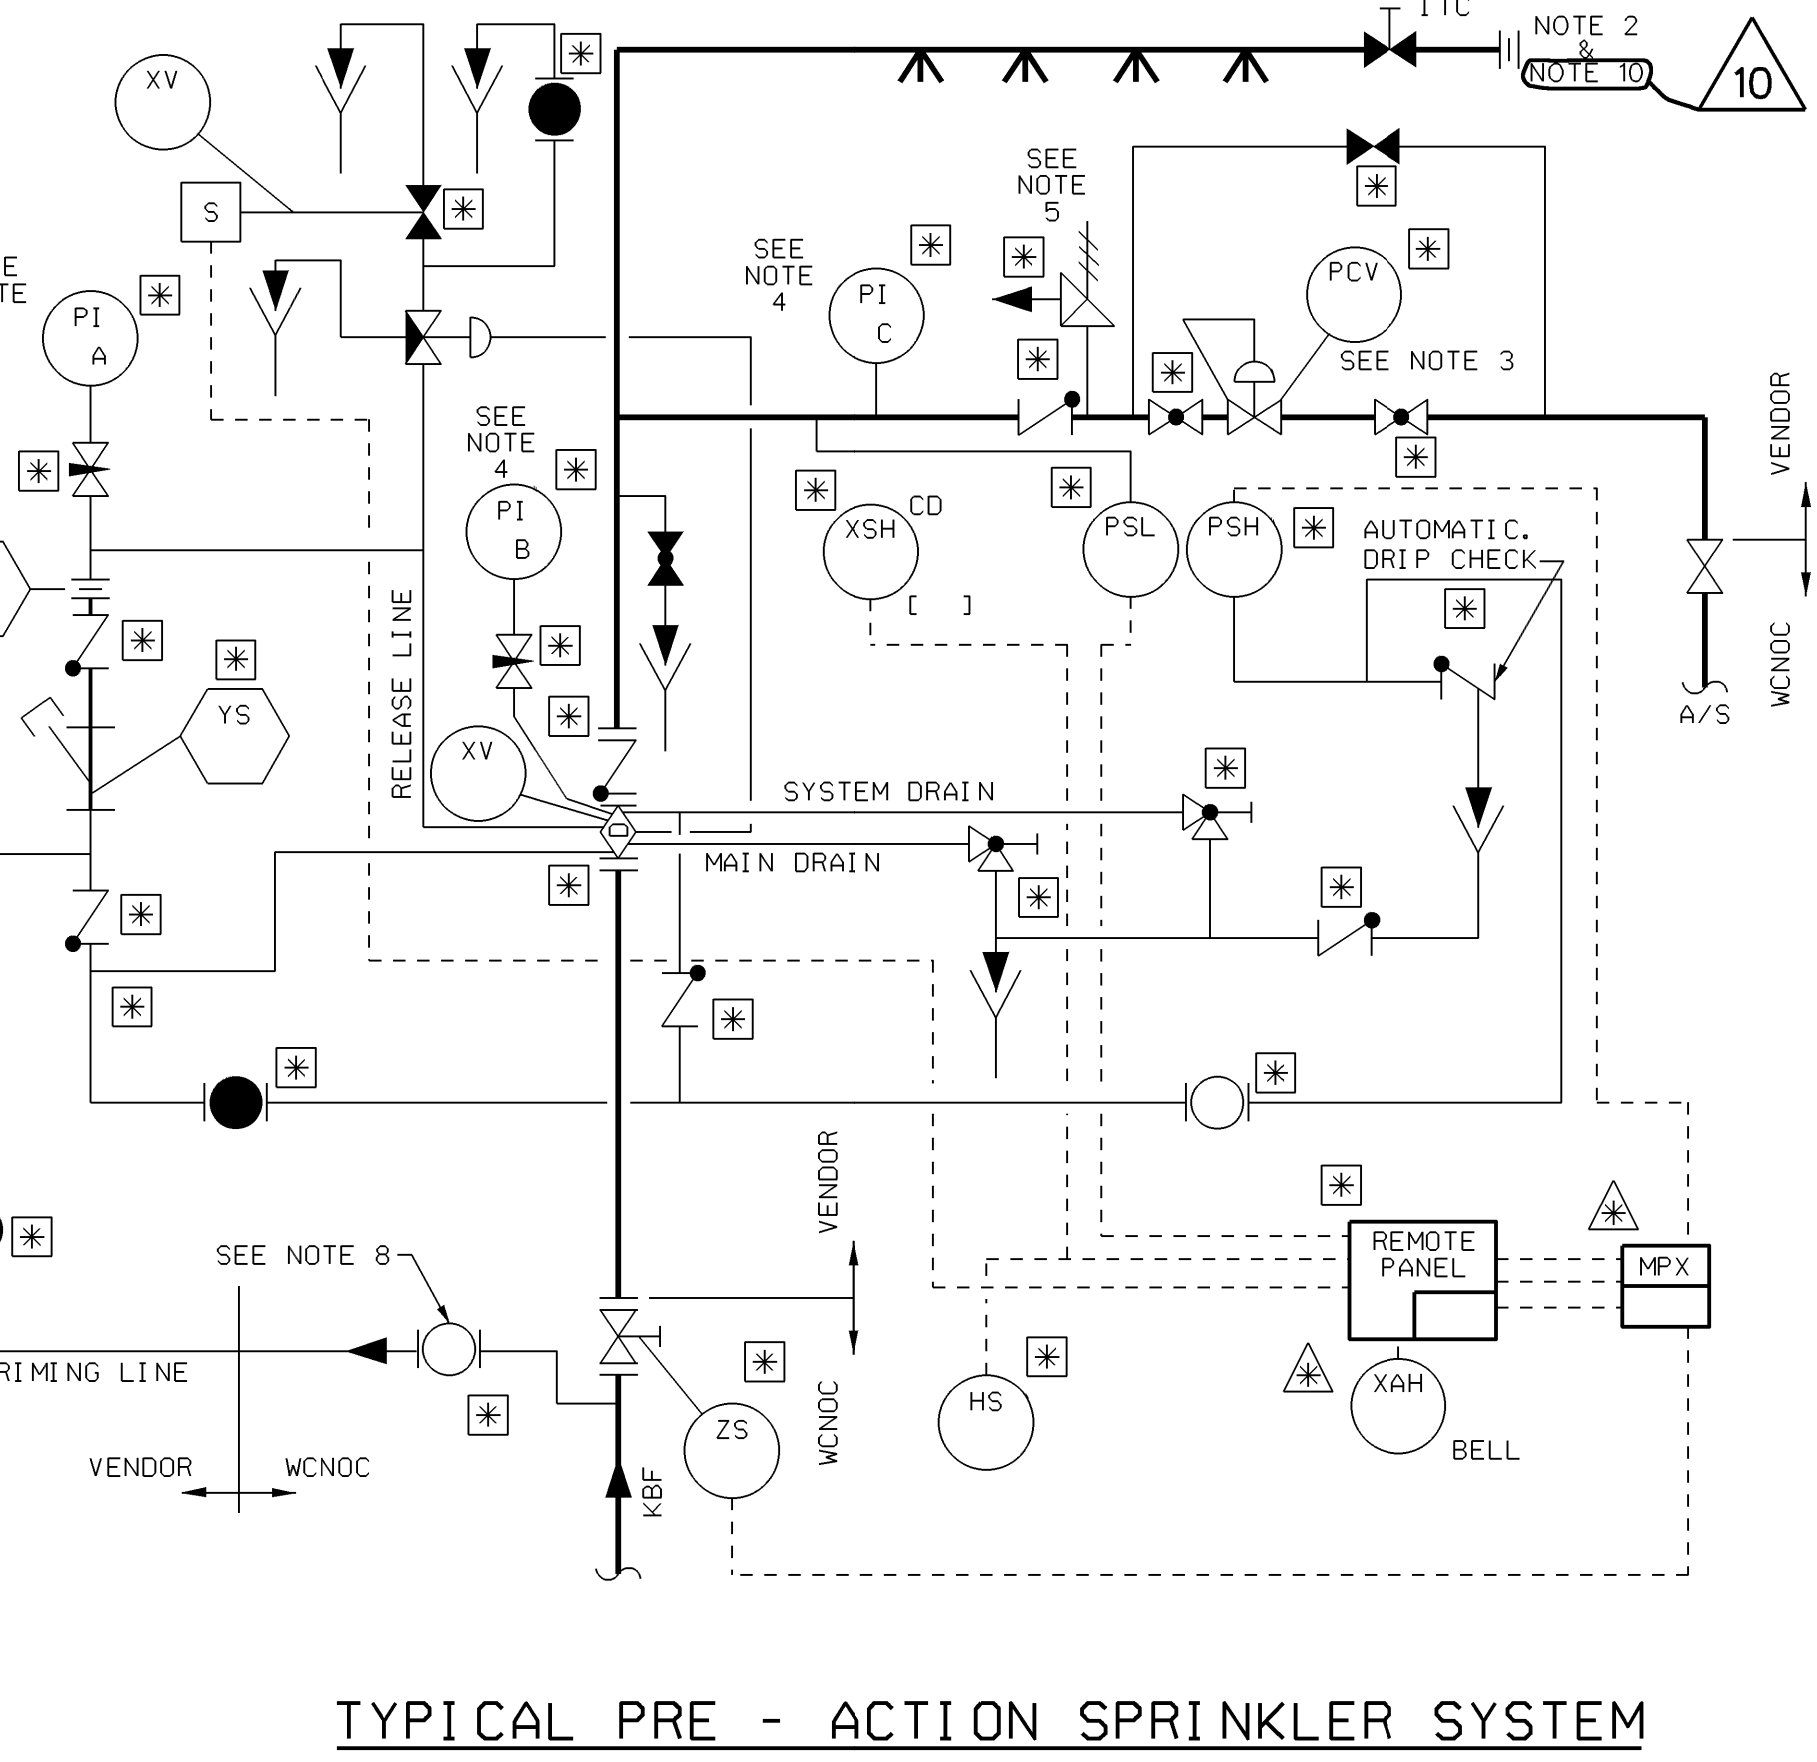 ITC
NOTE 2
&
NOTE 10
10
XV
S
SEE
NOTE
5
SEE
NOTE
4
PI
C
PCV
SEE NOTE 3
E
TE
PI
A
SEE
NOTE
4
PI
B
VENDOR
WCNOC
A/S
XSH
CD
[ ]
PSL
PSH
AUTOMATIC.
DRIP CHECK
RELEASE LINE
YS
XV
SYSTEM DRAIN
MAIN DRAIN
VENDOR
WCNOC
SEE NOTE 8
RIMING LINE
VENDOR
WCNOC
KBF
ZS
HS
REMOTE
PANEL
MPX
XAH
BELL
TYPICAL PRE - ACTION SPRINKLER SYSTEM